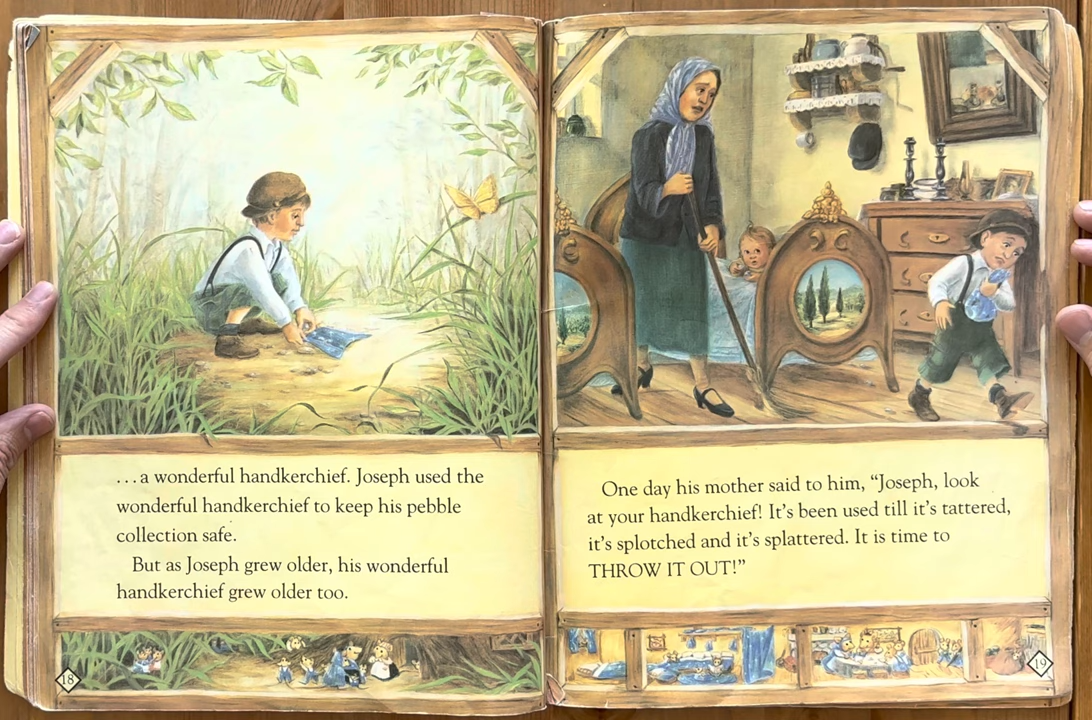 ...a wonderful handkerchief. Joseph used the
wonderful handkerchief to keep his pebble
collection safe.
But as Joseph grew older, his wonderful
handkerchief grew older too.
18
One day his mother said to him, “Joseph, look
at your handkerchief! It’s been used till it’s tattered,
it’s splotched and it’s splattered. It is time to
THROW IT OUT!”
19